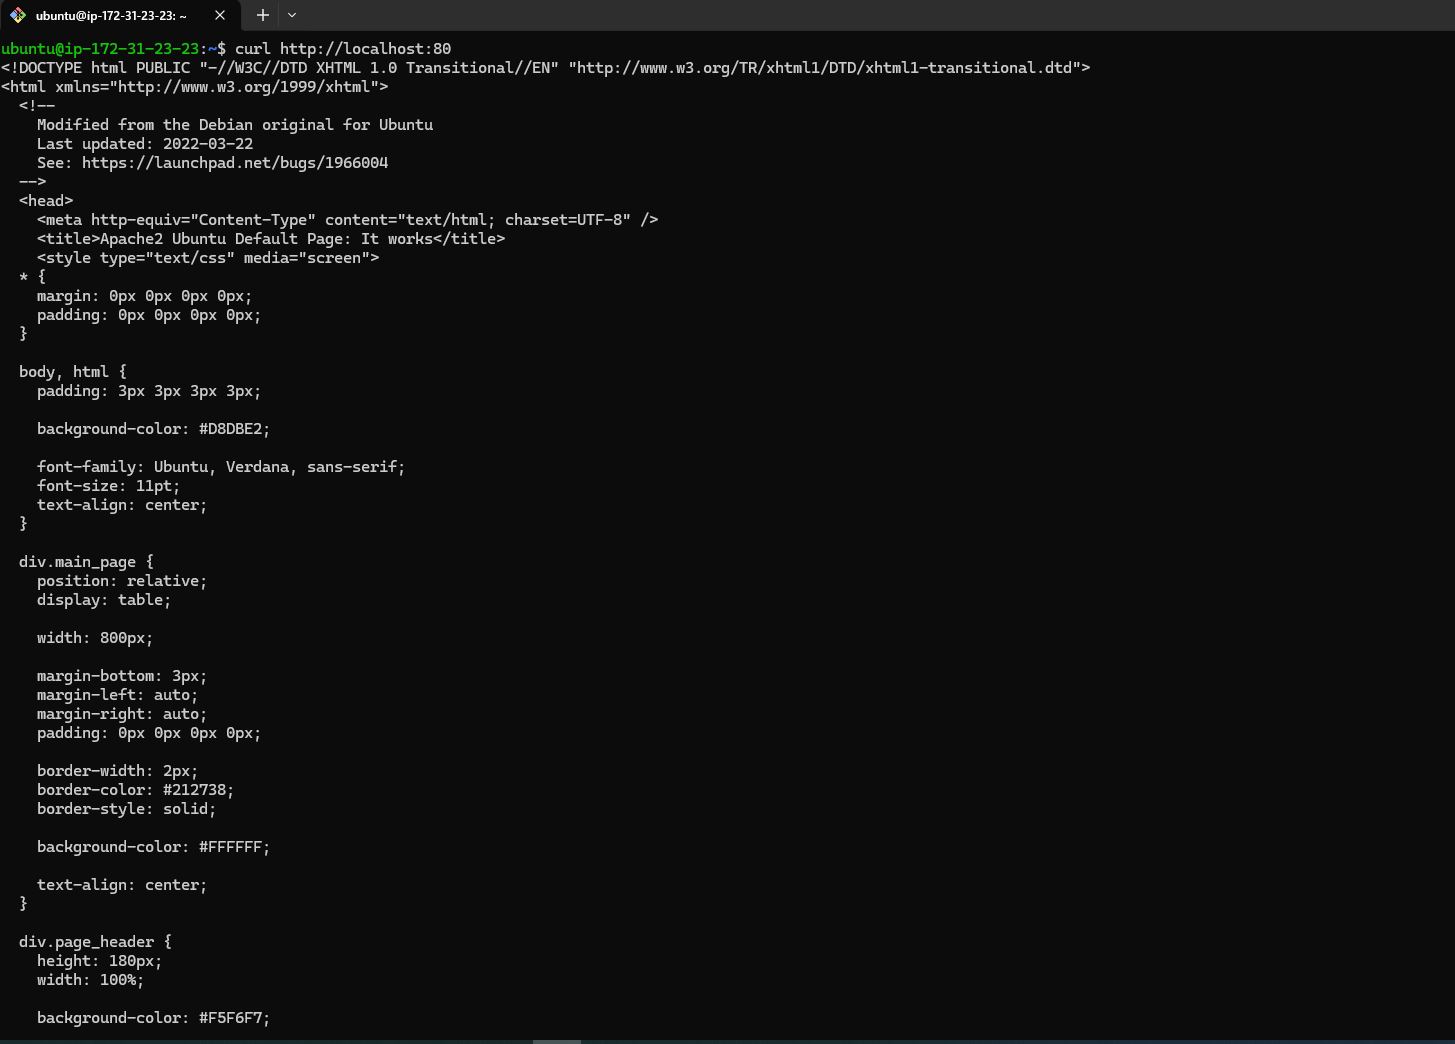 ubuntu@ip-172-31-23-23: ~
ubuntu@ip-172-31-23-23:~$ curl http://localhost:80
<!DOCTYPE html PUBLIC "-//W3C//DTD XHTML 1.0 Transitional//EN" "http://www.w3.org/TR/xhtml1/DTD/xhtml1-transitional.dtd">
<html xmlns="http://www.w3.org/1999/xhtml">
  <!--
    Modified from the Debian original for Ubuntu
    Last updated: 2022-03-22
    See: https://launchpad.net/bugs/1966004
  -->
  <head>
    <meta http-equiv="Content-Type" content="text/html; charset=UTF-8" />
    <title>Apache2 Ubuntu Default Page: It works</title>
    <style type="text/css" media="screen">
  * {
    margin: 0px 0px 0px 0px;
    padding: 0px 0px 0px 0px;
  }

  body, html {
    padding: 3px 3px 3px 3px;

    background-color: #D8DBE2;

    font-family: Ubuntu, Verdana, sans-serif;
    font-size: 11pt;
    text-align: center;
  }

  div.main_page {
    position: relative;
    display: table;

    width: 800px;

    margin-bottom: 3px;
    margin-left: auto;
    margin-right: auto;
    padding: 0px 0px 0px 0px;

    border-width: 2px;
    border-color: #212738;
    border-style: solid;

    background-color: #FFFFFF;

    text-align: center;
  }

  div.page_header {
    height: 180px;
    width: 100%;

    background-color: #F5F6F7;